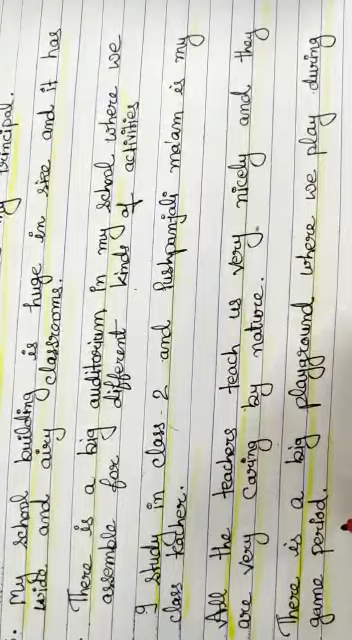 my Principal.
My school building is huge in size and it has
wide and airy classrooms.
There is a big auditorium in my school where we
assemble for different kinds of activities
I study in class - 2 and Pushpanjali ma'am is my
class teacher.
All the teachers teach us very nicely and they
are very caring by nature.
There is a big playground where we play during
game period.